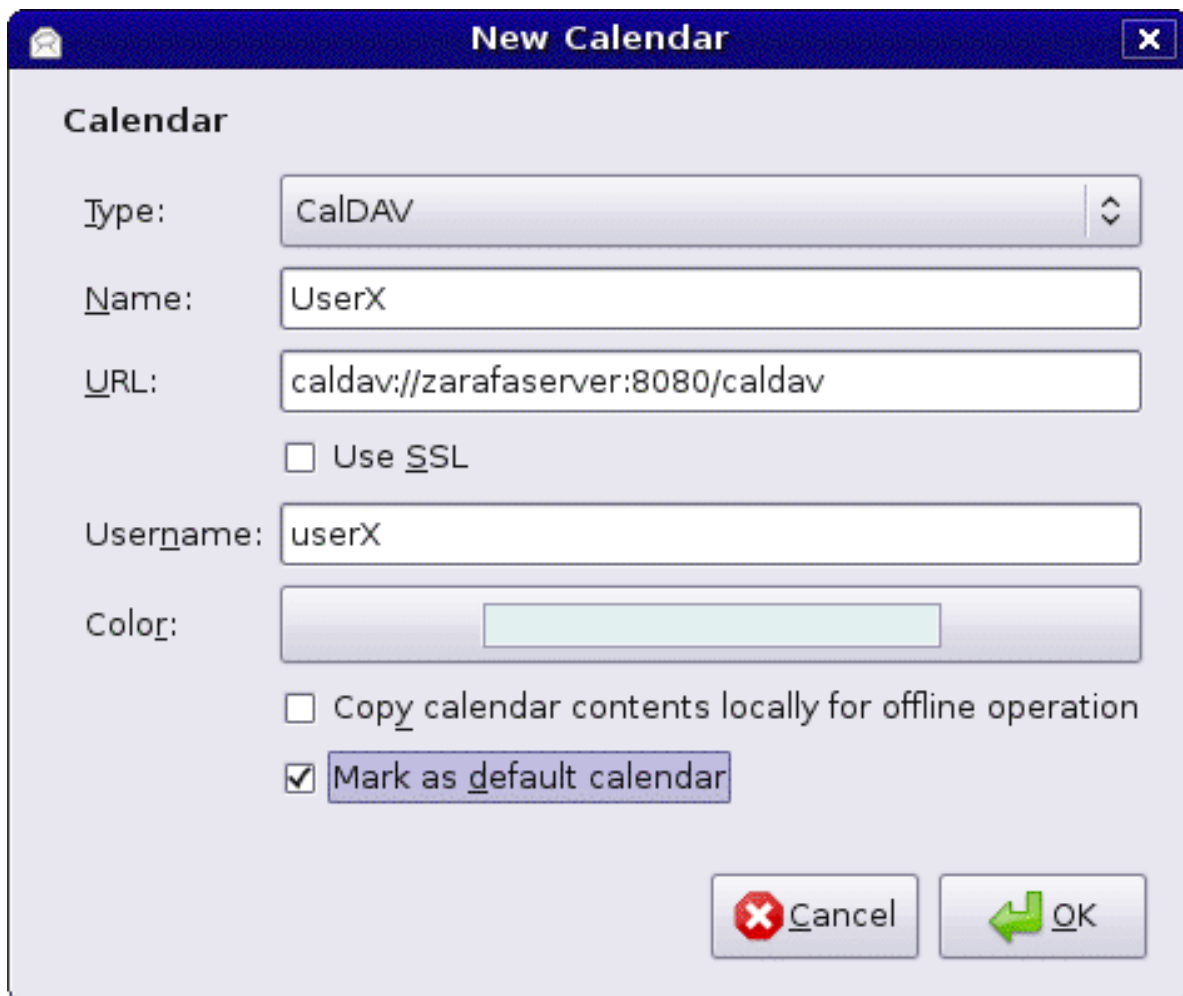 New Calendar
Calendar
Type: CalDAV
Name: UserX
URL: caldav://zarafaserver:8080/caldav
Use SSL
Username: userX
Color:
Copy calendar contents locally for offline operation
Mark as default calendar
Cancel OK